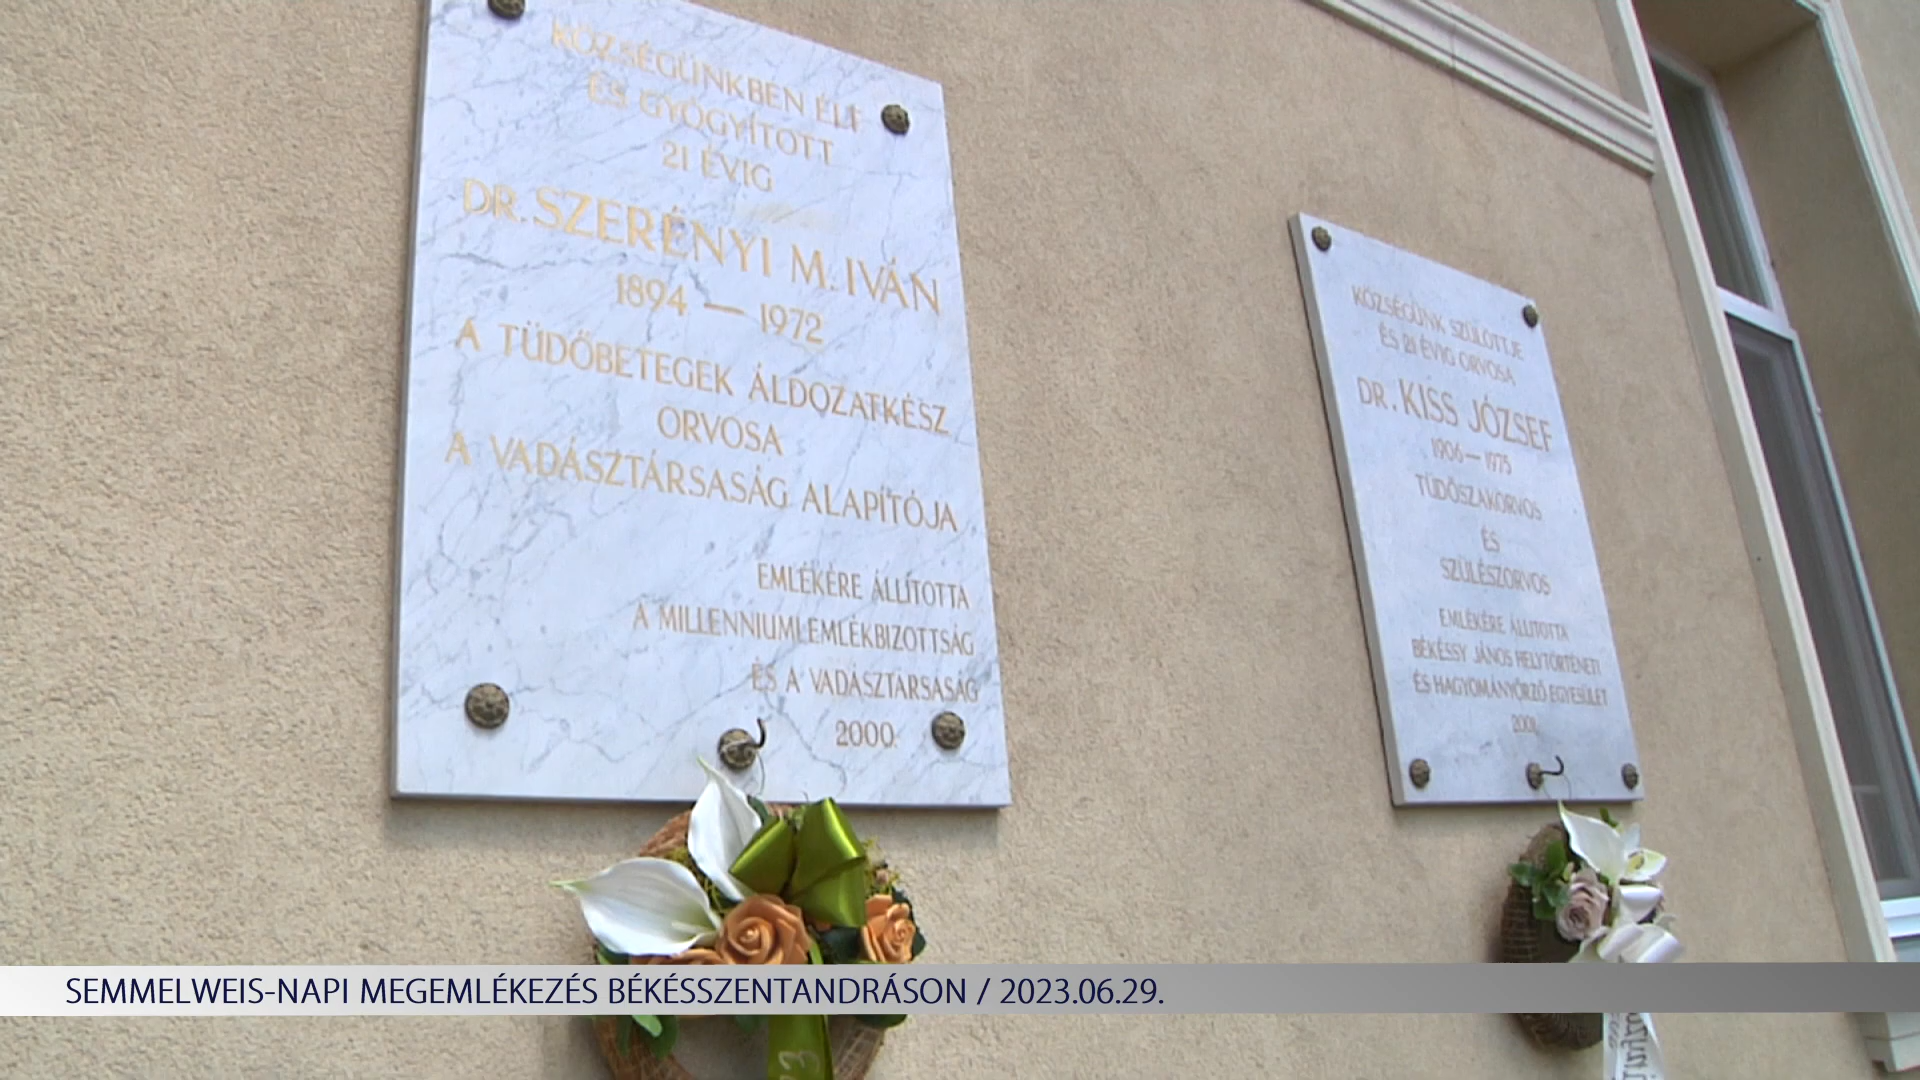 KÖZSÉGÜNKBEN ÉLT
ÉS GYÓGYÍTOTT
21 ÉVIG
DR. SZERÉNYI M. IVÁN
1894 — 1972
A TÜDŐBETEGEK ÁLDOZATKÉSZ
ORVOSA
A VADÁSZTÁRSASÁG ALAPÍTÓJA
EMLÉKÉRE ÁLLÍTOTTA
A MILLENNIUMI EMLÉKBIZOTTSÁG
ÉS A VADÁSZTÁRSASÁG
2000.
KÖZSÉGÜNK SZÜLÖTTJE
ÉS 21 ÉVIG ORVOSA
DR. KISS JÓZSEF
1906 — 1975
TÜDŐSZAKORVOS
ÉS
SZÜLÉSZORVOS
EMLÉKÉRE ÁLLÍTOTTA
BÉKÉSSY JÁNOS HELYTÖRTÉNETI
ÉS HAGYOMÁNYŐRZŐ EGYESÜLET
SEMMELWEIS-NAPI MEGEMLÉKEZÉS BÉKÉSSZENTANDRÁSON / 2023.06.29.